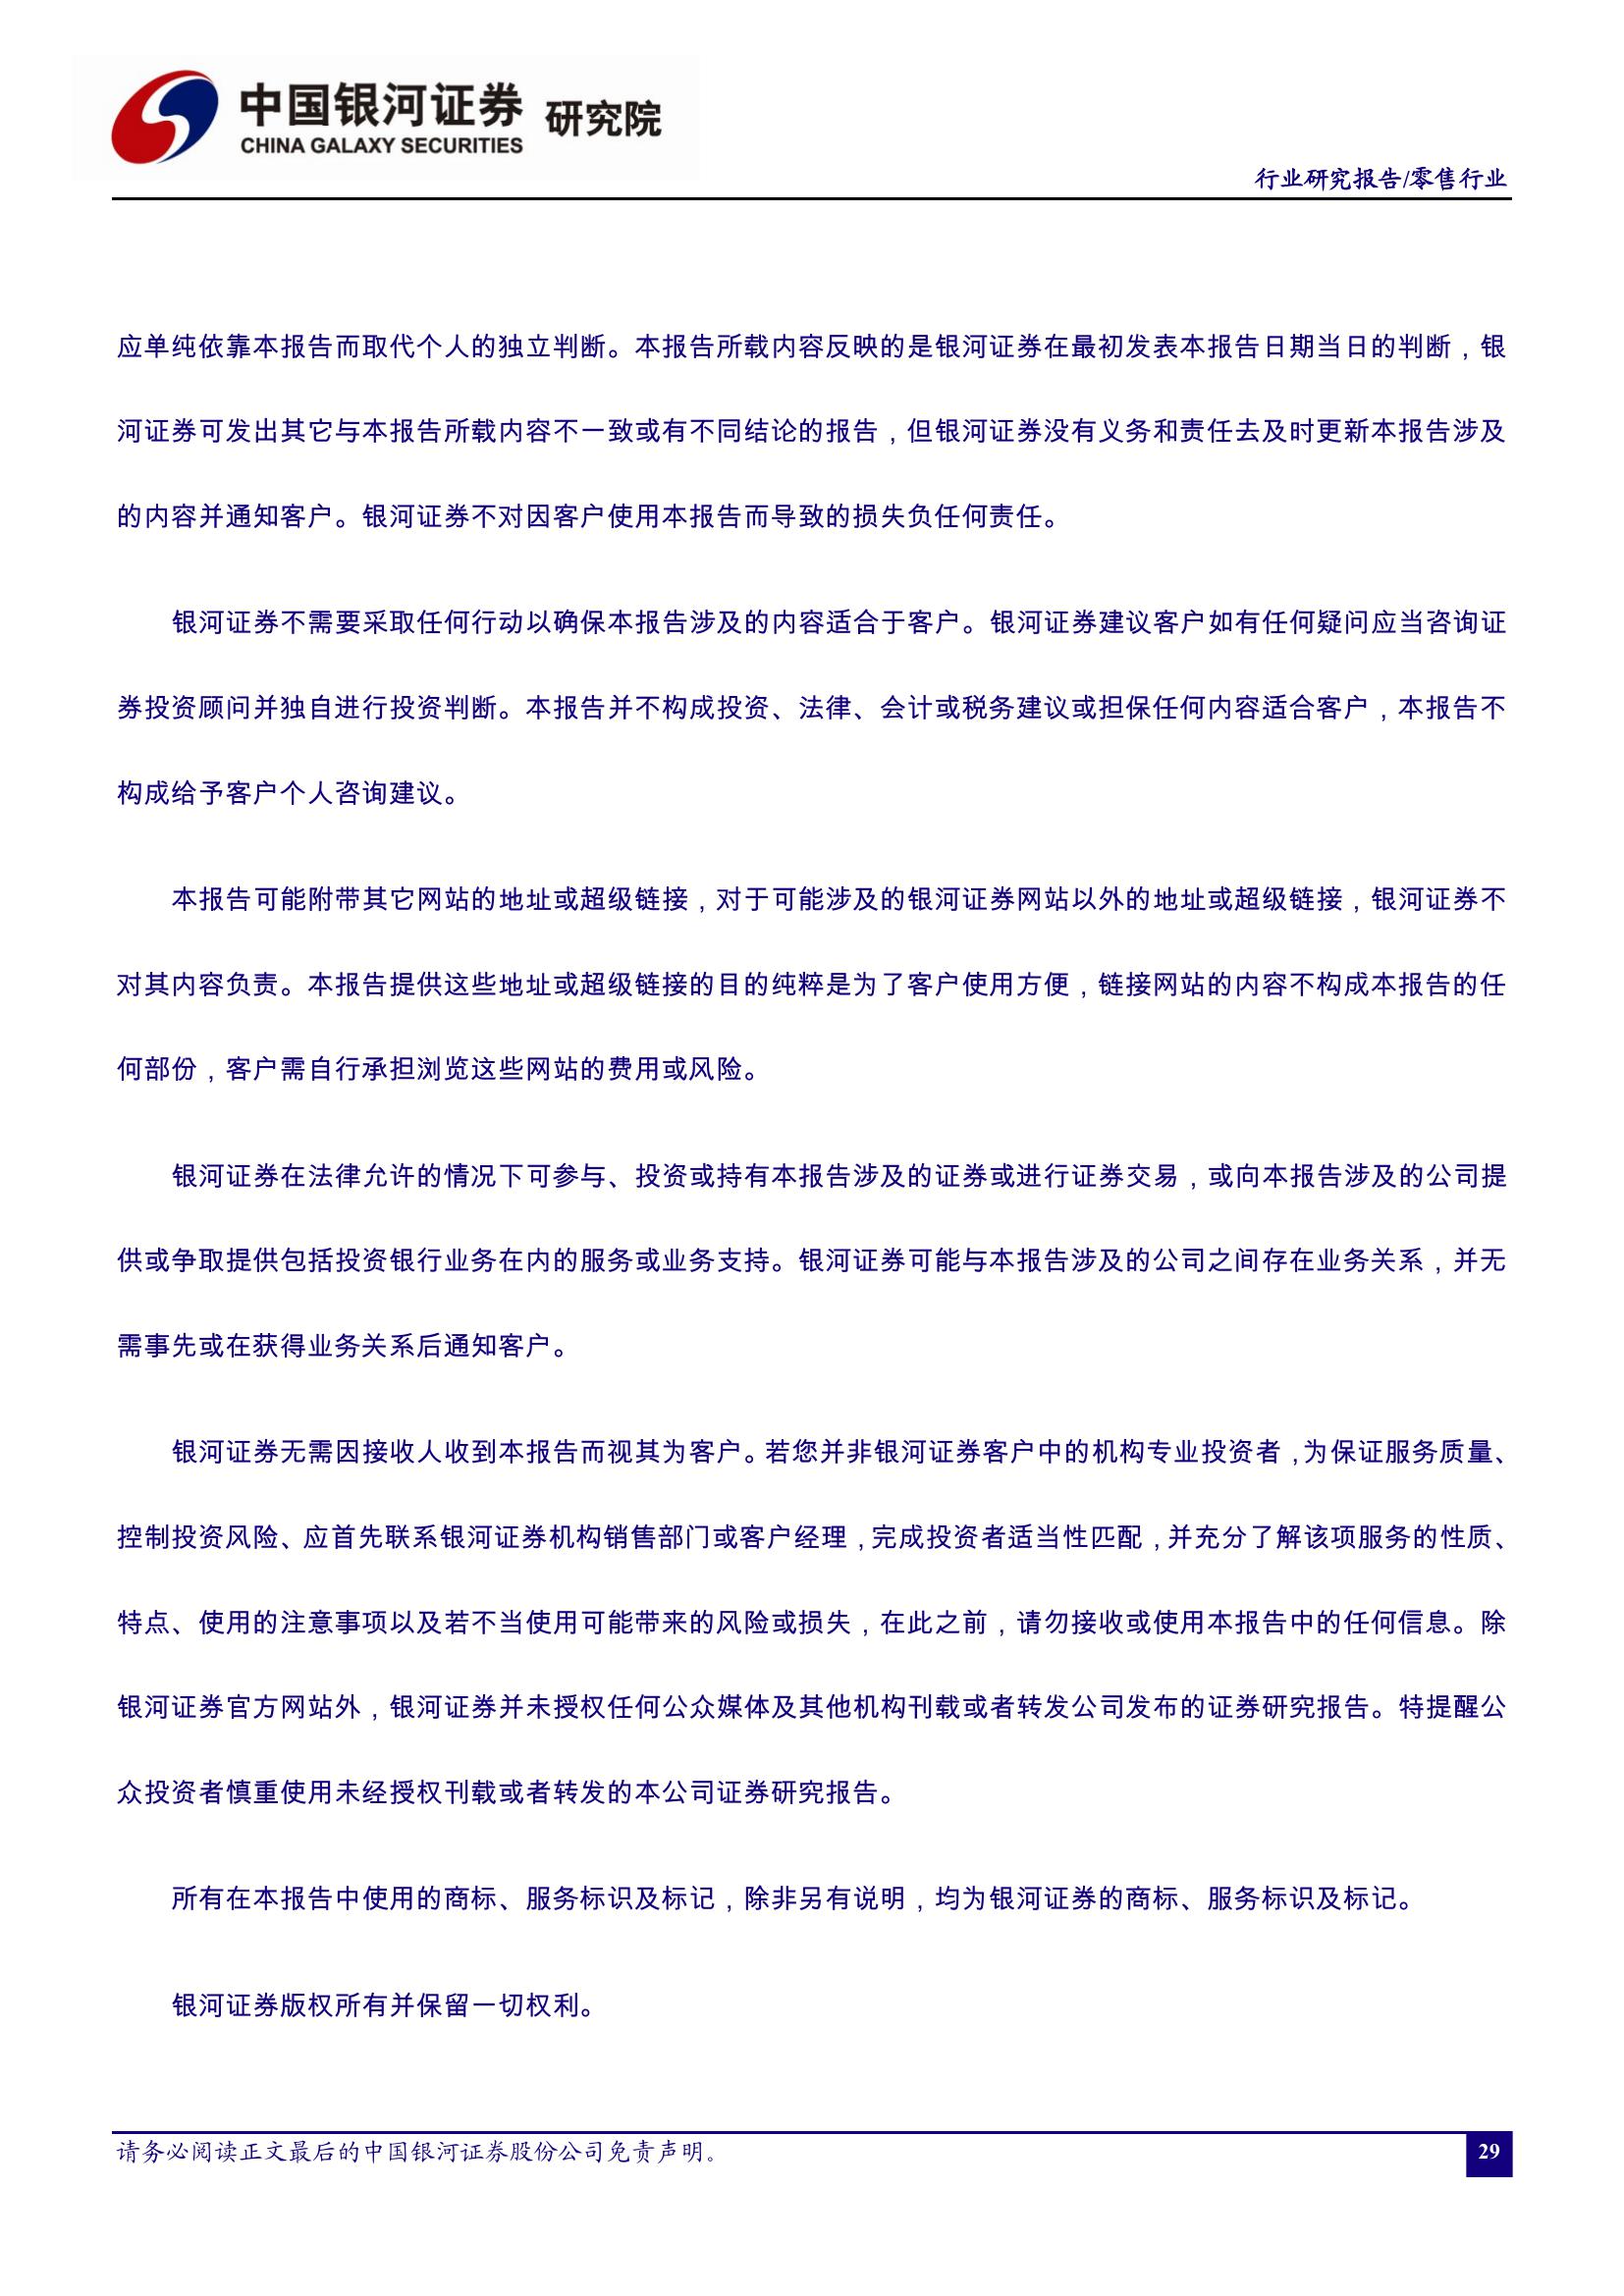 中国银河证券 研究院
CHINA GALAXY SECURITIES
行业研究报告/零售行业
应单纯依靠本报告而取代个人的独立判断。本报告所载内容反映的是银河证券在最初发表本报告日期当日的判断，银
河证券可发出其它与本报告所载内容不一致或有不同结论的报告，但银河证券没有义务和责任去及时更新本报告涉及
的内容并通知客户。银河证券不对因客户使用本报告而导致的损失负任何责任。
银河证券不需要采取任何行动以确保本报告涉及的内容适合于客户。银河证券建议客户如有任何疑问应当咨询证
券投资顾问并独自进行投资判断。本报告并不构成投资、法律、会计或税务建议或担保任何内容适合客户，本报告不
构成给予客户个人咨询建议。
本报告可能附带其它网站的地址或超级链接，对于可能涉及的银河证券网站以外的地址或超级链接，银河证券不
对其内容负责。本报告提供这些地址或超级链接的目的纯粹是为了客户使用方便，链接网站的内容不构成本报告的任
何部份，客户需自行承担浏览这些网站的费用或风险。
银河证券在法律允许的情况下可参与、投资或持有本报告涉及的证券或进行证券交易，或向本报告涉及的公司提
供或争取提供包括投资银行业务在内的服务或业务支持。银河证券可能与本报告涉及的公司之间存在业务关系，并无
需事先或在获得业务关系后通知客户。
银河证券无需因接收人收到本报告而视其为客户。若您并非银河证券客户中的机构专业投资者，为保证服务质量、
控制投资风险、应首先联系银河证券机构销售部门或客户经理，完成投资者适当性匹配，并充分了解该项服务的性质、
特点、使用的注意事项以及若不当使用可能带来的风险或损失，在此之前，请勿接收或使用本报告中的任何信息。除
银河证券官方网站外，银河证券并未授权任何公众媒体及其他机构刊载或者转发公司发布的证券研究报告。特提醒公
众投资者慎重使用未经授权刊载或者转发的本公司证券研究报告。
所有在本报告中使用的商标、服务标识及标记，除非另有说明，均为银河证券的商标、服务标识及标记。
银河证券版权所有并保留一切权利。
请务必阅读正文最后的中国银河证券股份公司免责声明。
29